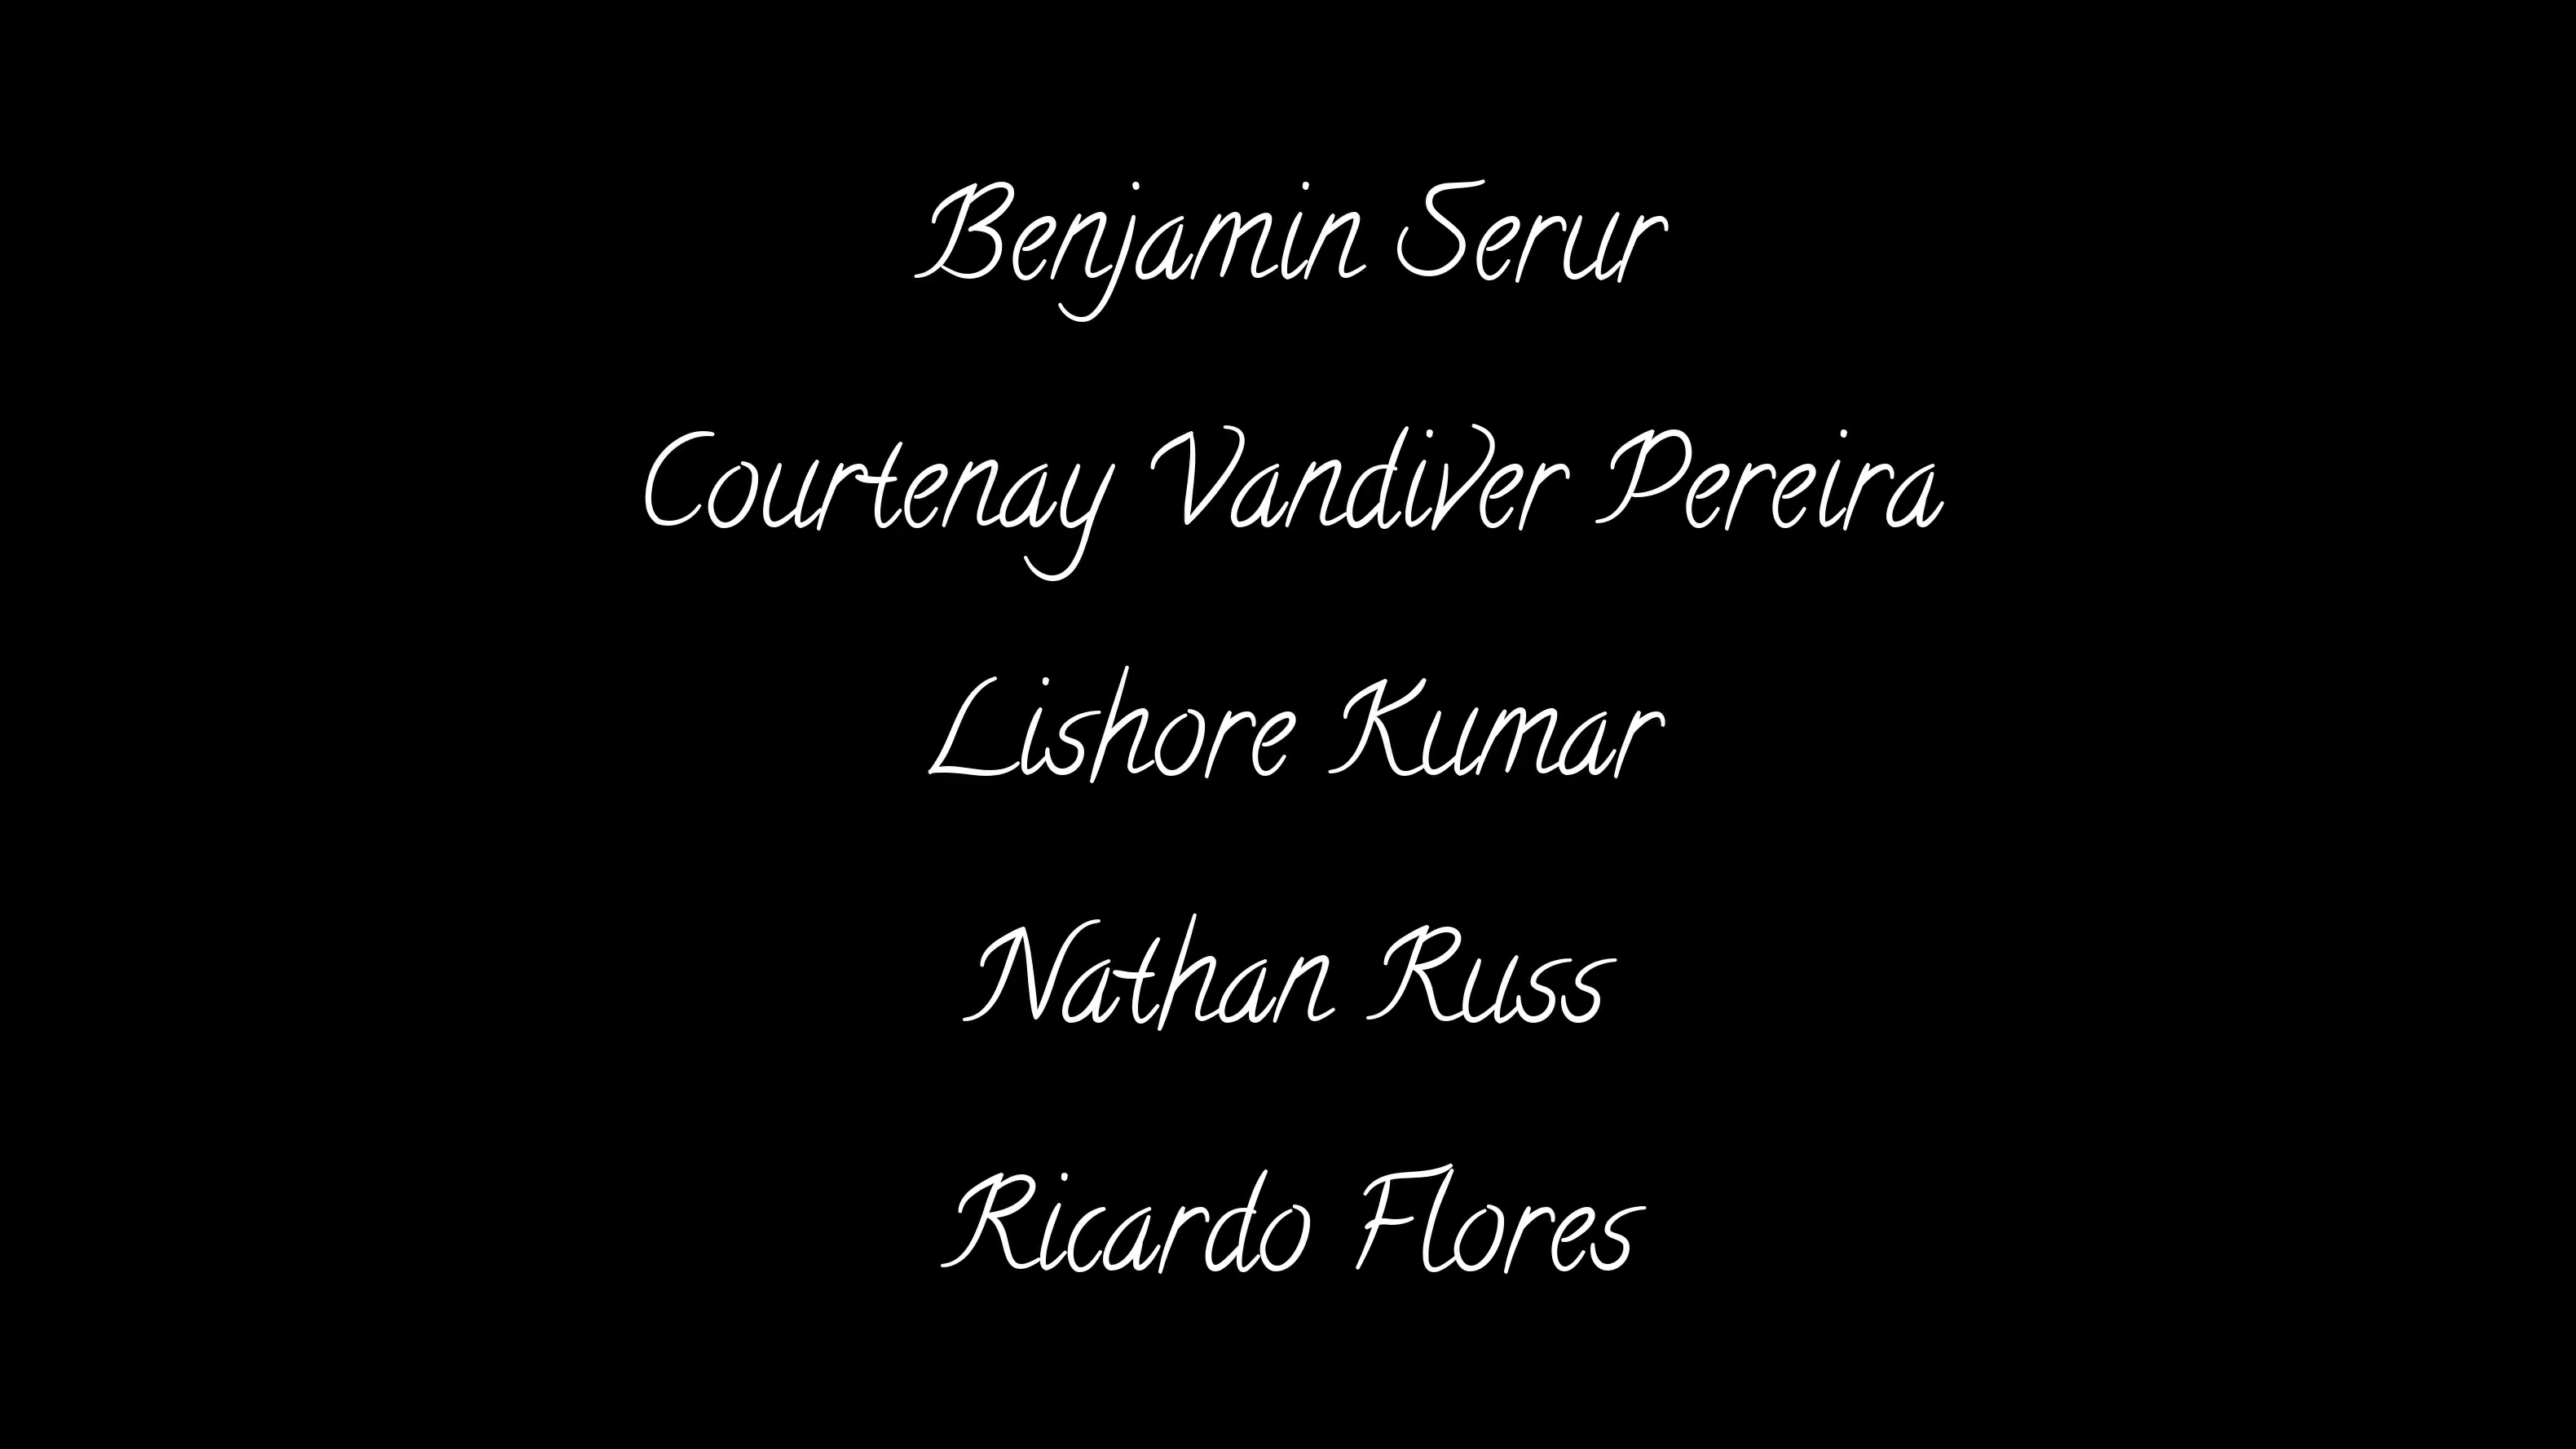 Benjamin Serur
Courtenay Vandiver Pereira
Lishore Kumar
Nathan Russ
Ricardo Flores